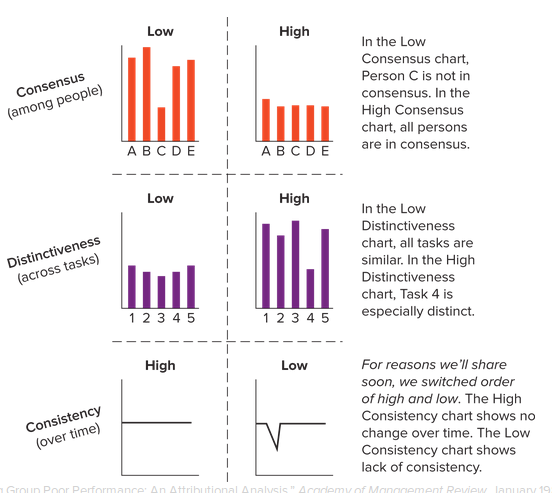 Low
High
Consensus
(among people)
A B C D E
A B C D E
In the Low
Consensus chart,
Person C is not in
consensus. In the
High Consensus
chart, all persons
are in consensus.
Low
High
Distinctiveness
(across tasks)
1 2 3 4 5
1 2 3 4 5
In the Low
Distinctiveness
chart, all tasks are
similar. In the High
Distinctiveness
chart, Task 4 is
especially distinct.
High
Low
Consistency
(over time)
For reasons we'll share
soon, we switched order
of high and low. The High
Consistency chart shows no
change over time. The Low
Consistency chart shows
lack of consistency.
Group Poor Performance: An Attributional Analysis," Academy of Management Review, January 19